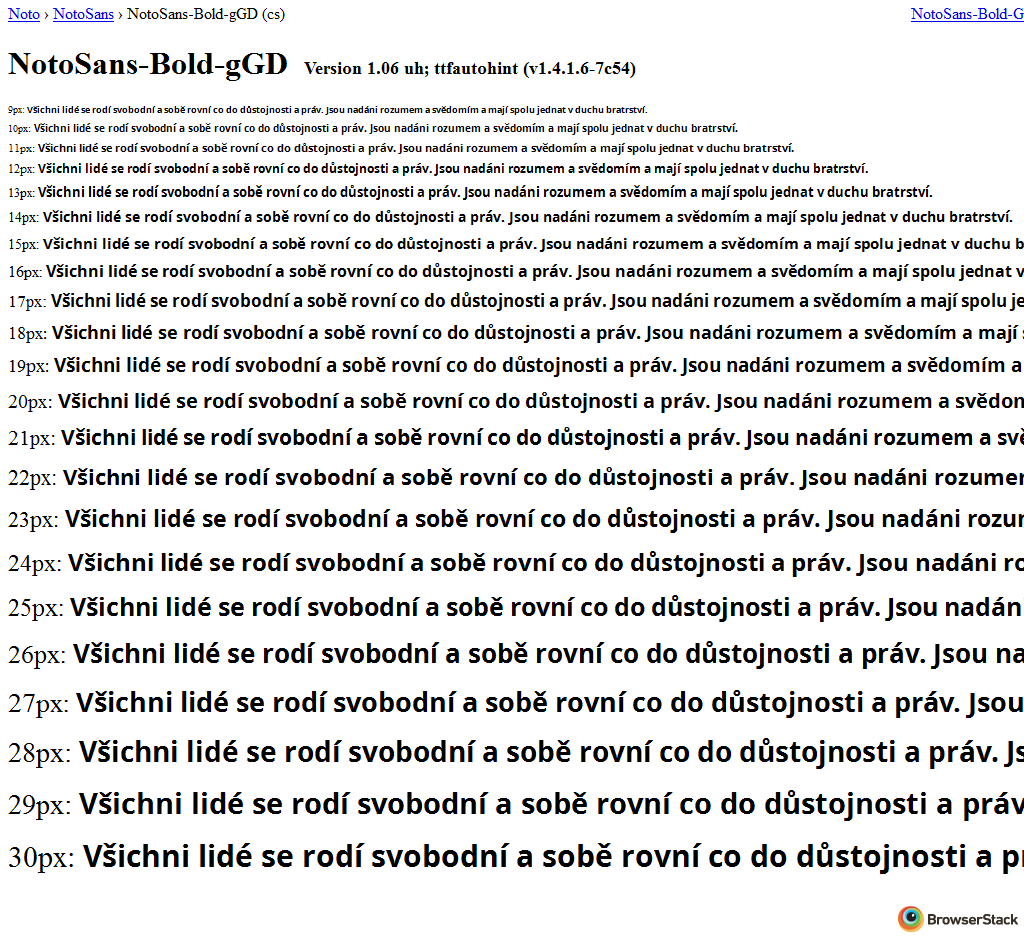 Noto › NotoSans › NotoSans-Bold-gGD (cs) NotoSans-Bold-G
NotoSans-Bold-gGD Version 1.06 uh; ttfautohint (v1.4.1.6-7c54)
9px: Všichni lidé se rodí svobodní a sobě rovní co do důstojnosti a práv. Jsou nadáni rozumem a svědomím a mají spolu jednat v duchu bratrství.
10px: Všichni lidé se rodí svobodní a sobě rovní co do důstojnosti a práv. Jsou nadáni rozumem a svědomím a mají spolu jednat v duchu bratrství.
11px: Všichni lidé se rodí svobodní a sobě rovní co do důstojnosti a práv. Jsou nadáni rozumem a svědomím a mají spolu jednat v duchu bratrství.
12px: Všichni lidé se rodí svobodní a sobě rovní co do důstojnosti a práv. Jsou nadáni rozumem a svědomím a mají spolu jednat v duchu bratrství.
13px: Všichni lidé se rodí svobodní a sobě rovní co do důstojnosti a práv. Jsou nadáni rozumem a svědomím a mají spolu jednat v duchu bratrství.
14px: Všichni lidé se rodí svobodní a sobě rovní co do důstojnosti a práv. Jsou nadáni rozumem a svědomím a mají spolu jednat v duchu bratrství.
15px: Všichni lidé se rodí svobodní a sobě rovní co do důstojnosti a práv. Jsou nadáni rozumem a svědomím a mají spolu jednat v duchu b
16px: Všichni lidé se rodí svobodní a sobě rovní co do důstojnosti a práv. Jsou nadáni rozumem a svědomím a mají spolu jednat v
17px: Všichni lidé se rodí svobodní a sobě rovní co do důstojnosti a práv. Jsou nadáni rozumem a svědomím a mají spolu je
18px: Všichni lidé se rodí svobodní a sobě rovní co do důstojnosti a práv. Jsou nadáni rozumem a svědomím a mají
19px: Všichni lidé se rodí svobodní a sobě rovní co do důstojnosti a práv. Jsou nadáni rozumem a svědomím a
20px: Všichni lidé se rodí svobodní a sobě rovní co do důstojnosti a práv. Jsou nadáni rozumem a svědom
21px: Všichni lidé se rodí svobodní a sobě rovní co do důstojnosti a práv. Jsou nadáni rozumem a svě
22px: Všichni lidé se rodí svobodní a sobě rovní co do důstojnosti a práv. Jsou nadáni rozumem
23px: Všichni lidé se rodí svobodní a sobě rovní co do důstojnosti a práv. Jsou nadáni rozum
24px: Všichni lidé se rodí svobodní a sobě rovní co do důstojnosti a práv. Jsou nadáni ro
25px: Všichni lidé se rodí svobodní a sobě rovní co do důstojnosti a práv. Jsou nadán
26px: Všichni lidé se rodí svobodní a sobě rovní co do důstojnosti a práv. Jsou na
27px: Všichni lidé se rodí svobodní a sobě rovní co do důstojnosti a práv. Jsou
28px: Všichni lidé se rodí svobodní a sobě rovní co do důstojnosti a práv. Js
29px: Všichni lidé se rodí svobodní a sobě rovní co do důstojnosti a práv
30px: Všichni lidé se rodí svobodní a sobě rovní co do důstojnosti a p
BrowserStack